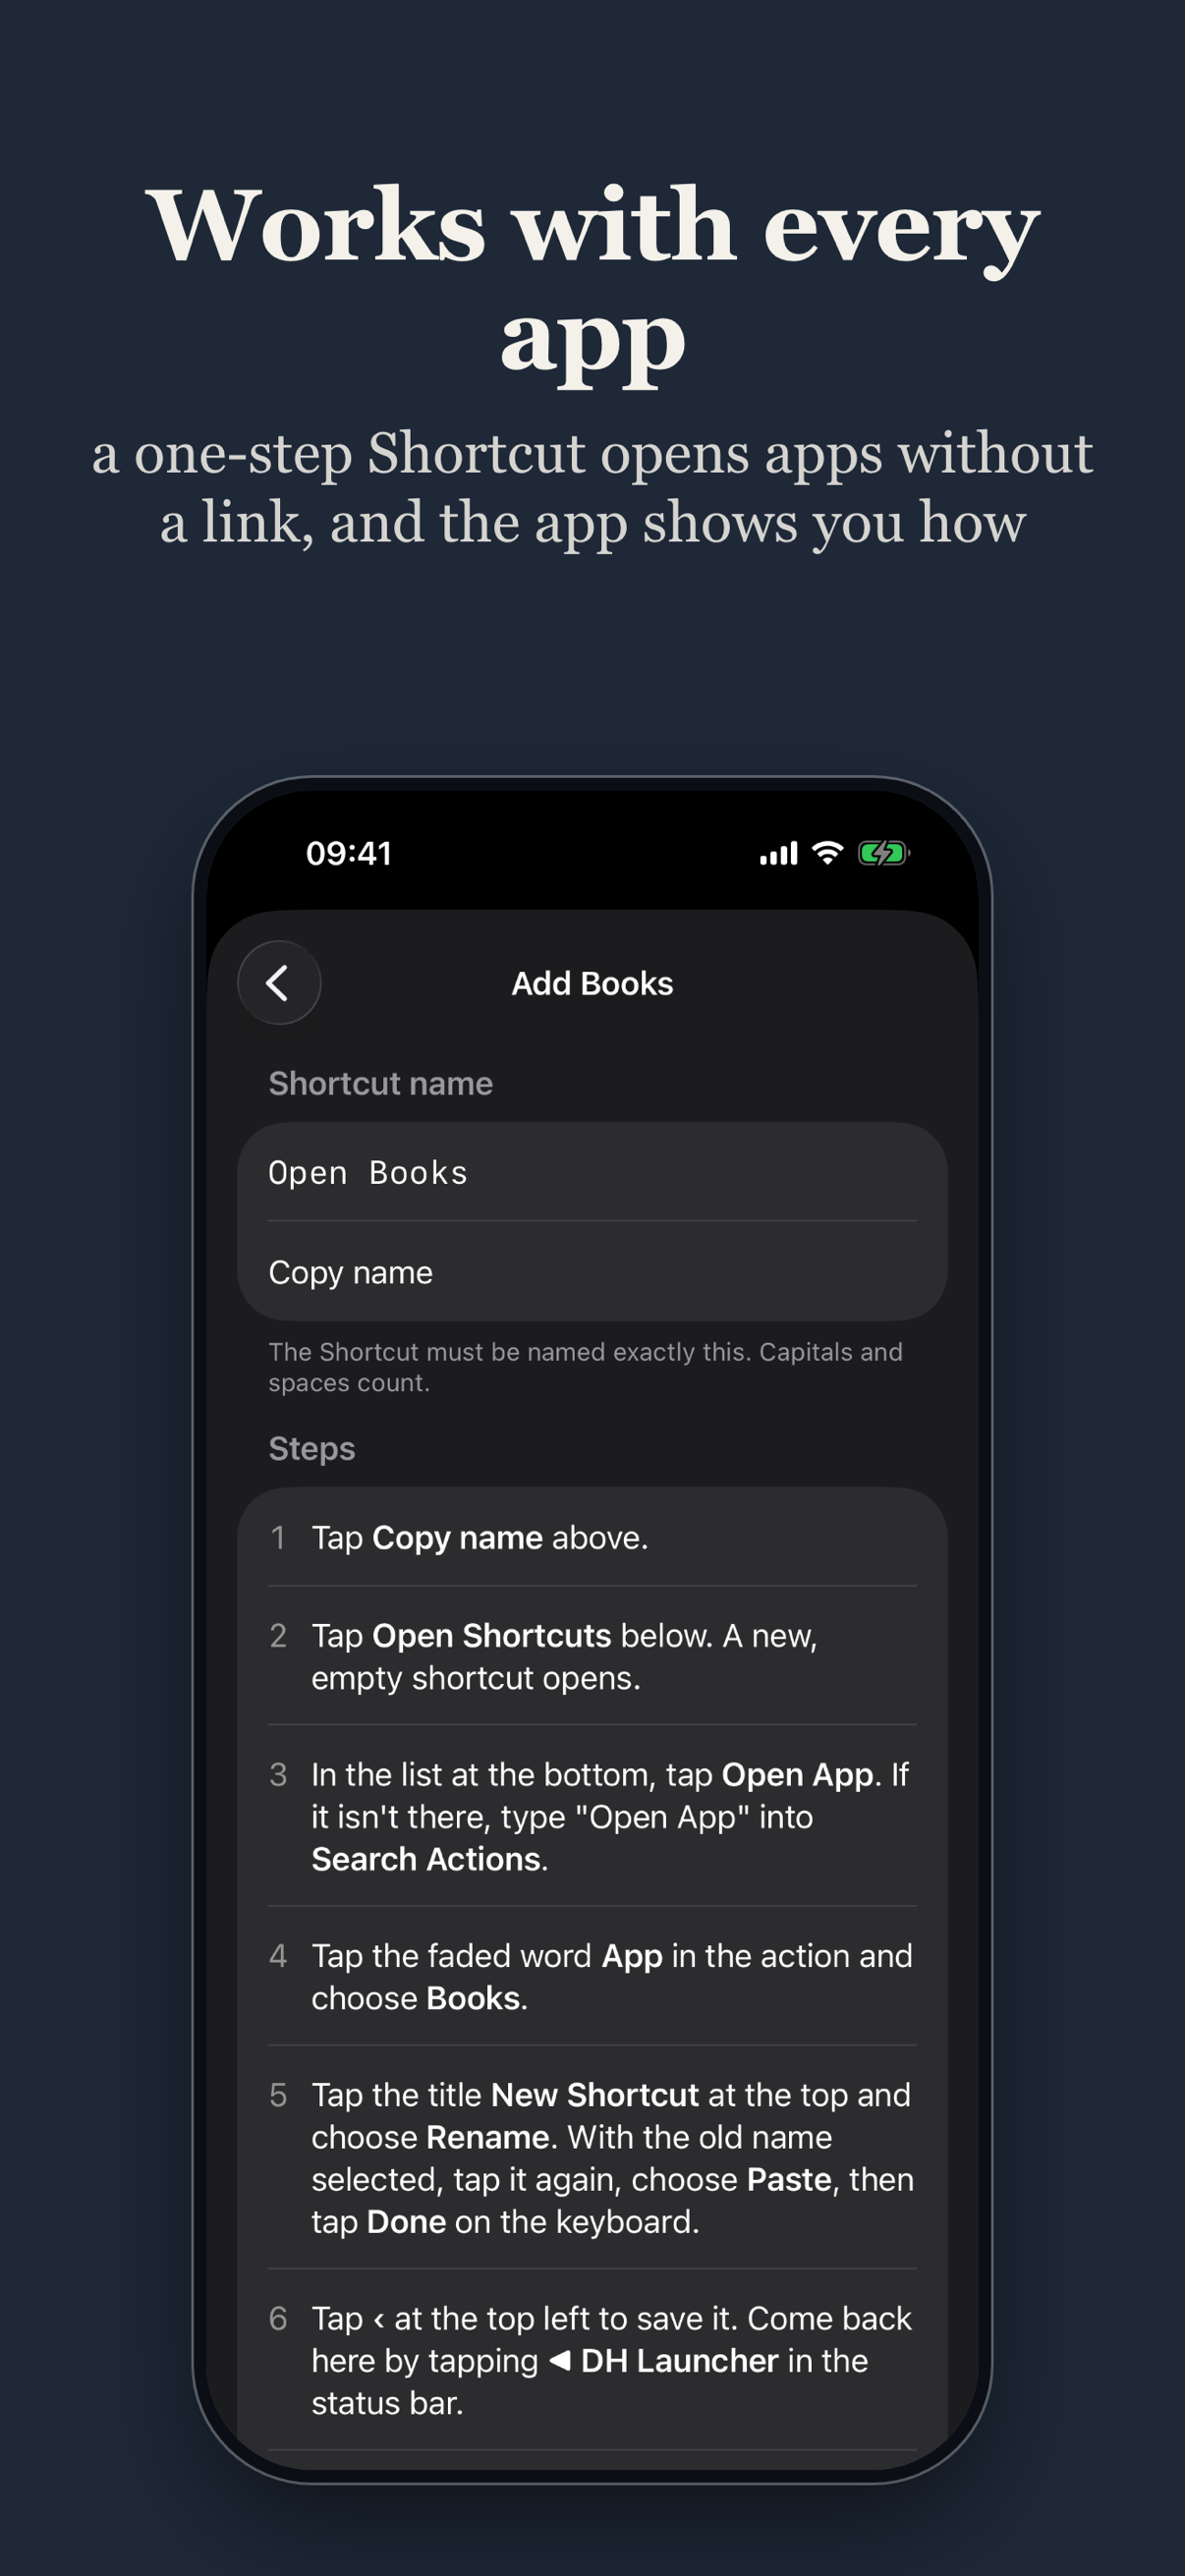 Works with every
app
a one-step Shortcut opens apps without
a link, and the app shows you how
09:41
Add Books
Shortcut name
Open Books
Copy name
The Shortcut must be named exactly this. Capitals and
spaces count.
Steps
1 Tap Copy name above.
2 Tap Open Shortcuts below. A new,
empty shortcut opens.
3 In the list at the bottom, tap Open App. If
it isn't there, type "Open App" into
Search Actions.
4 Tap the faded word App in the action and
choose Books.
5 Tap the title New Shortcut at the top and
choose Rename. With the old name
selected, tap it again, choose Paste, then
tap Done on the keyboard.
6 Tap ‹ at the top left to save it. Come back
here by tapping ◀ DH Launcher in the
status bar.